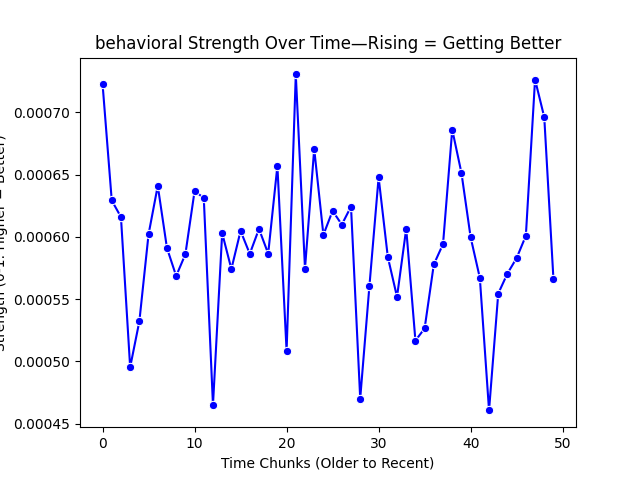 behavioral Strength Over Time—Rising = Getting Better
Strength (0-1: Higher = Better)
0.00070
0.00065
0.00060
0.00055
0.00050
0.00045
0 10 20 30 40 50
Time Chunks (Older to Recent)